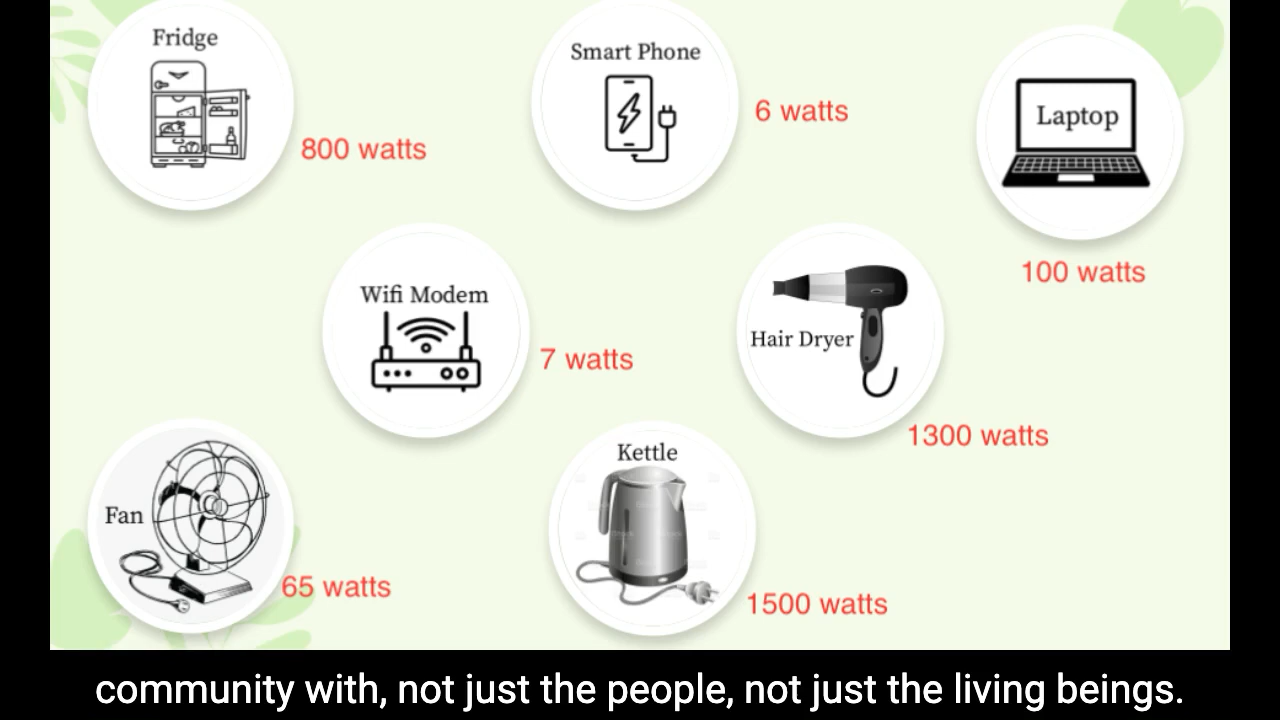 Fridge
800 watts
Smart Phone
6 watts
Laptop
100 watts
Wifi Modem
7 watts
Hair Dryer
1300 watts
Fan
65 watts
Kettle
1500 watts
community with, not just the people, not just the living beings.